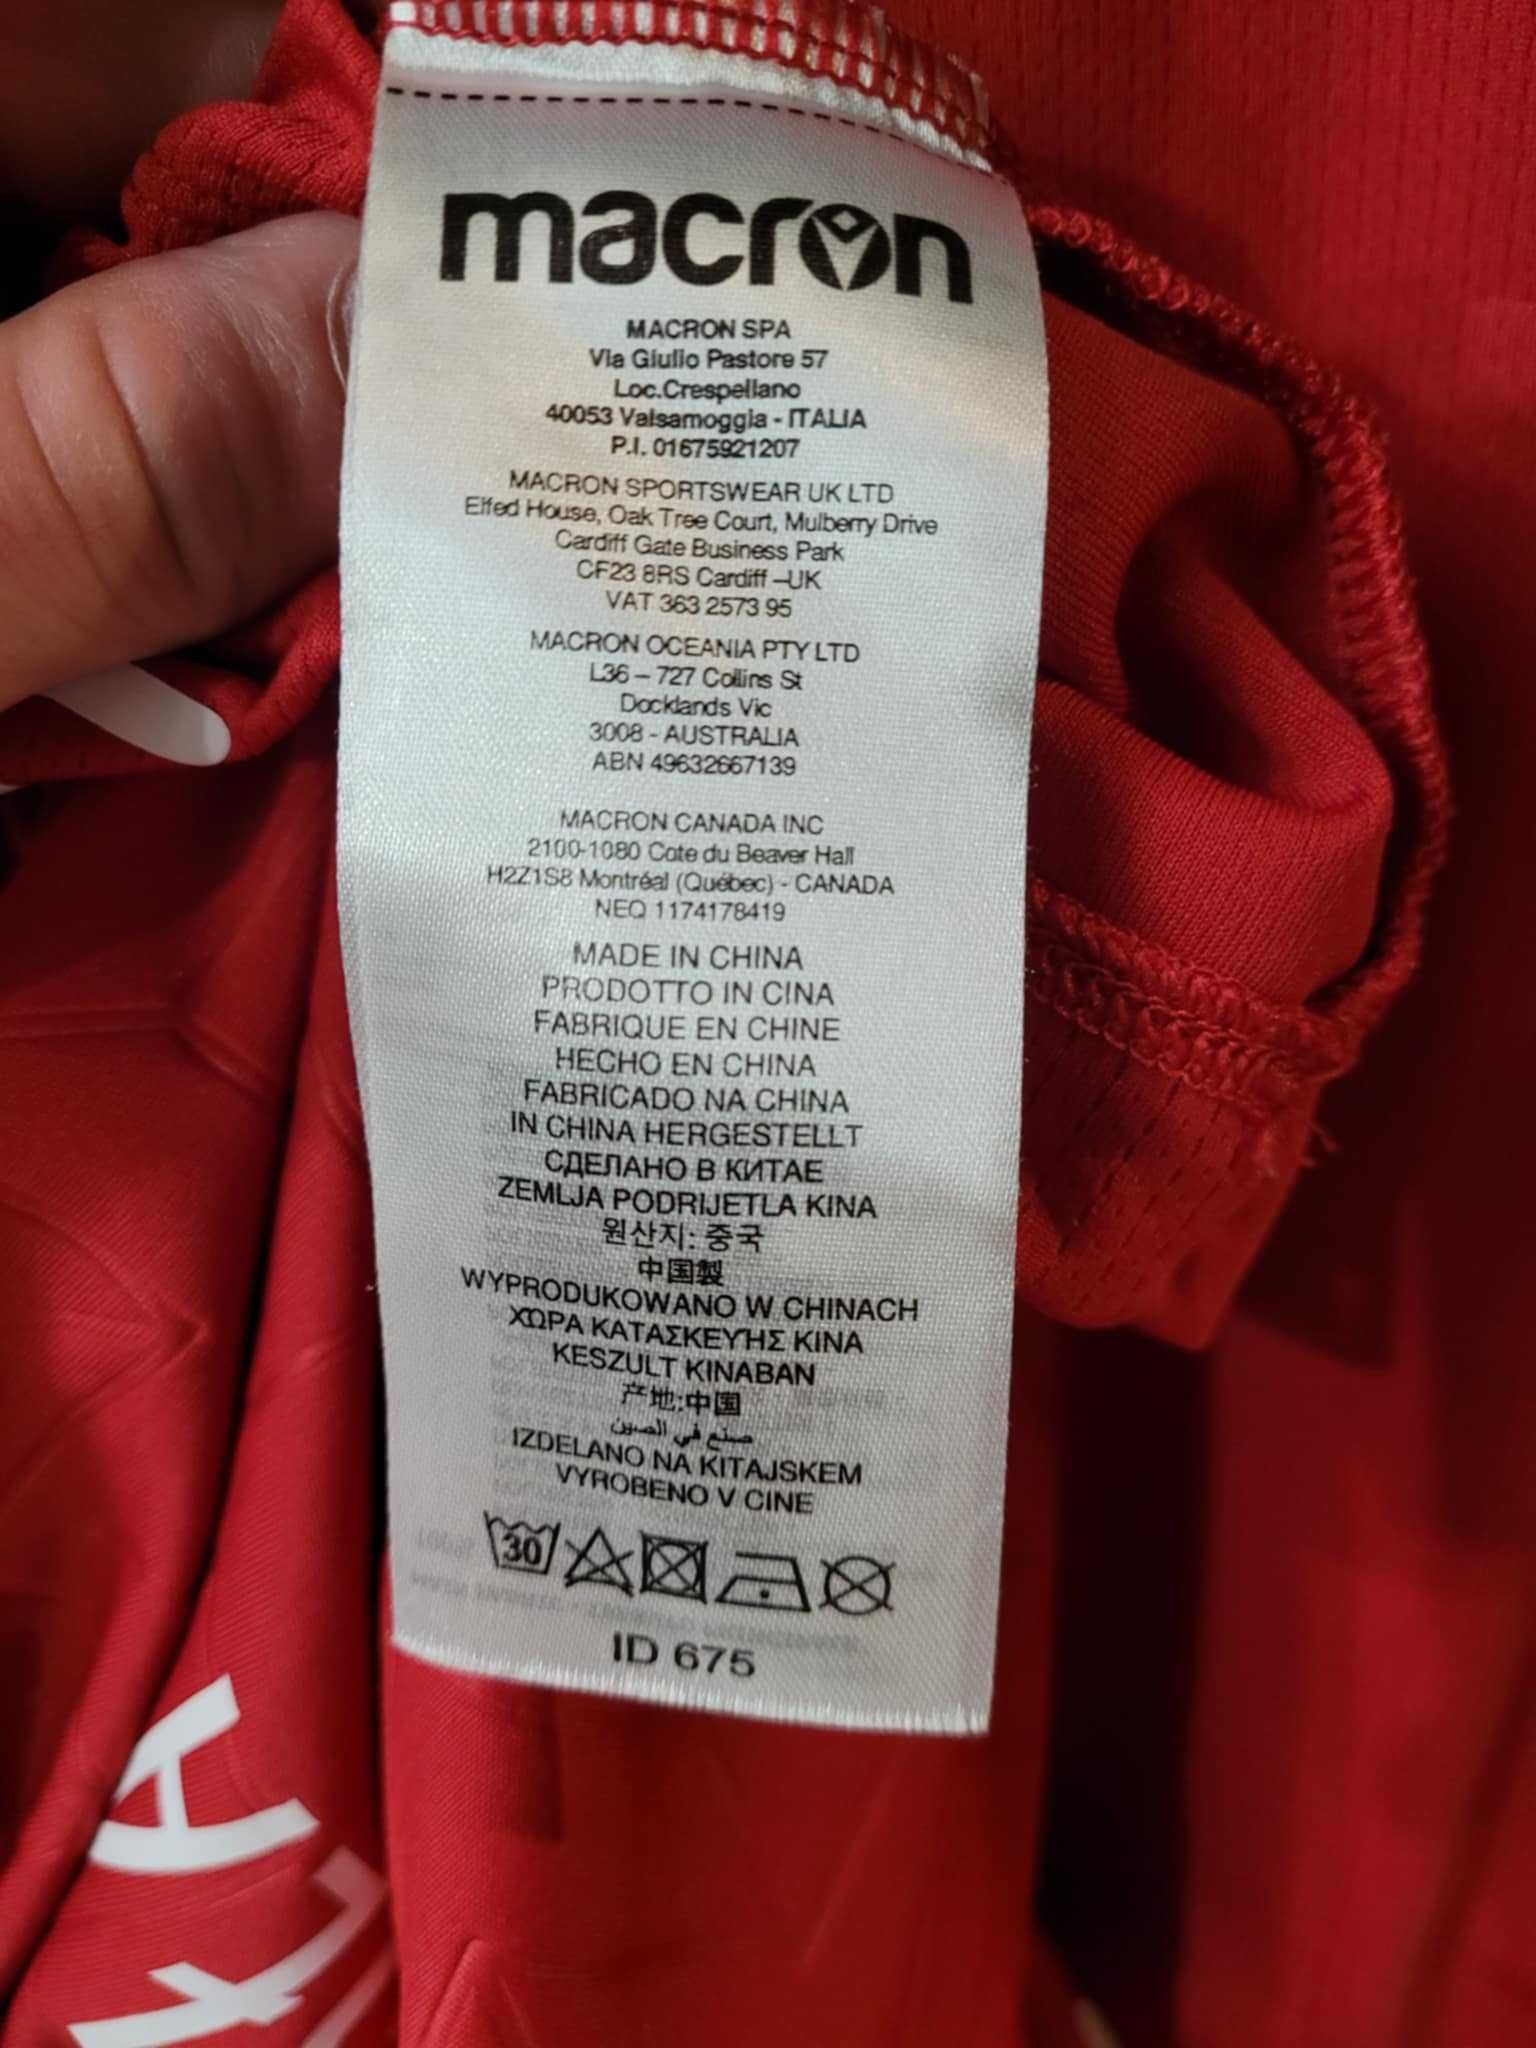 macron
MACRON SPA
Via Giulio Pastore 57
Loc.Crespellano
40053 Valsamoggia - ITALIA
P.I. 01675921207
MACRON SPORTSWEAR UK LTD
Elfed House, Oak Tree Court, Mulberry Drive
Cardiff Gate Business Park
CF23 8RS Cardiff –UK
VAT 363 2573 95
MACRON OCEANIA PTY LTD
L36 – 727 Collins St
Docklands Vic
3008 - AUSTRALIA
ABN 49632667139
MACRON CANADA INC
2100-1080 Cote du Beaver Hall
H2Z1S8 Montréal (Québec) - CANADA
NEQ 1174178419
MADE IN CHINA
PRODOTTO IN CINA
FABRIQUE EN CHINE
HECHO EN CHINA
FABRICADO NA CHINA
IN CHINA HERGESTELLT
СДЕЛАНО В КИТАЕ
ZEMLJA PODRIJETLA KINA
원산지: 중국
中国製
WYPRODUKOWANO W CHINACH
ΧΩΡΑ ΚΑΤΑΣΚΕΥΉΣ ΚΙΝΑ
KESZULT KINABAN
产地:中国
صنع في الصين
IZDELANO NA KITAJSKEM
VYROBENO V CINE
30
ID 675